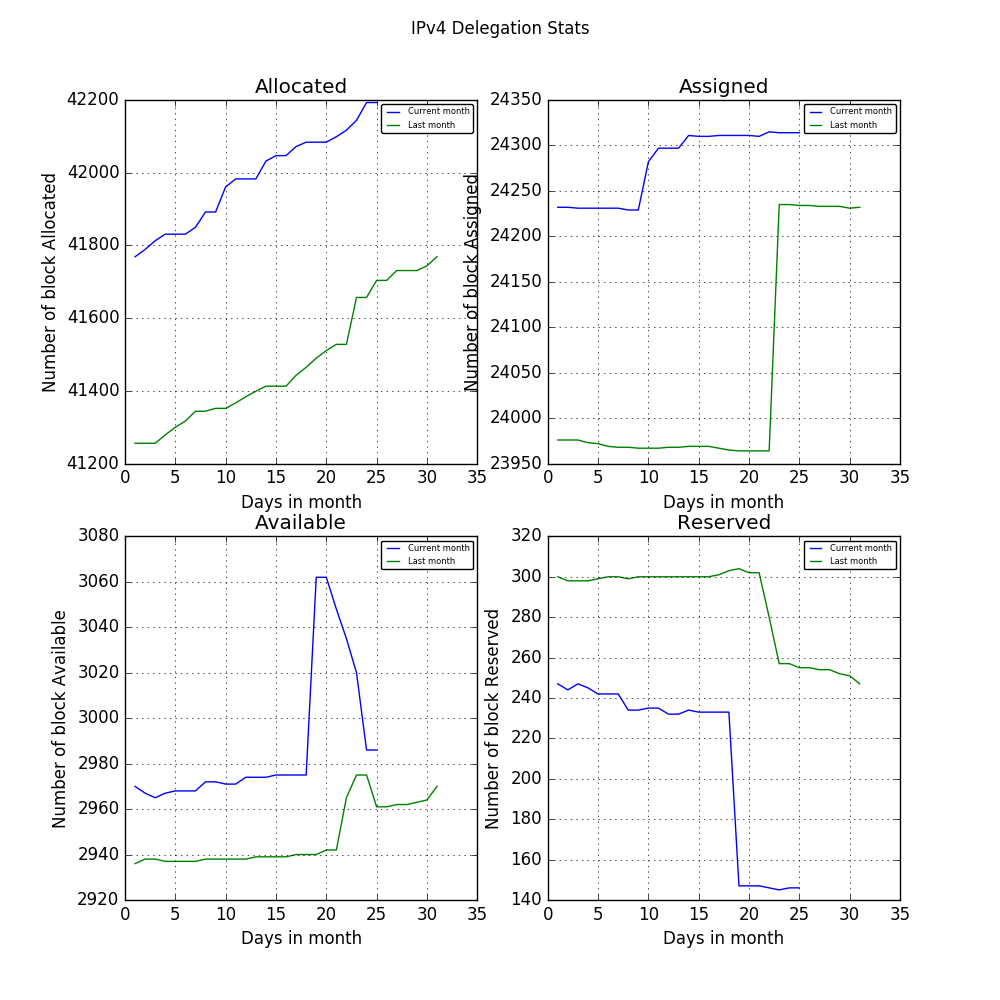 IPv4 Delegation Stats
Allocated
42200
42000
41800
41600
41400
41200
Number of block Allocated
0 5 10 15 20 25 30 35
Days in month
Current month
Last month
Assigned
24350
24300
24250
24200
24150
24100
24050
24000
23950
Number of block Assigned
0 5 10 15 20 25 30 35
Days in month
Current month
Last month
Available
3080
3060
3040
3020
3000
2980
2960
2940
2920
Number of block Available
0 5 10 15 20 25 30 35
Days in month
Current month
Last month
Reserved
320
300
280
260
240
220
200
180
160
140
Number of block Reserved
0 5 10 15 20 25 30 35
Days in month
Current month
Last month